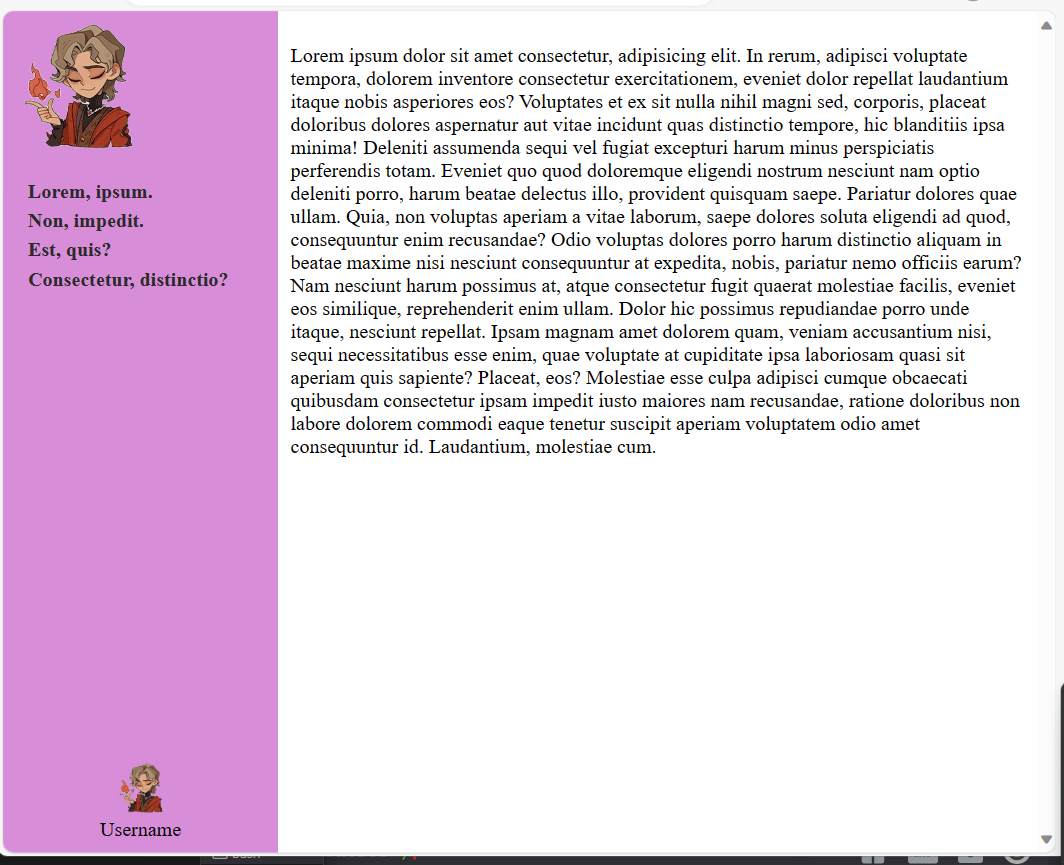 Lorem, ipsum.
Non, impedit.
Est, quis?
Consectetur, distinctio?
Username
Lorem ipsum dolor sit amet consectetur, adipisicing elit. In rerum, adipisci voluptate
tempora, dolorem inventore consectetur exercitationem, eveniet dolor repellat laudantium
itaque nobis asperiores eos? Voluptates et ex sit nulla nihil magni sed, corporis, placeat
doloribus dolores aspernatur aut vitae incidunt quas distinctio tempore, hic blanditiis ipsa
minima! Deleniti assumenda sequi vel fugiat excepturi harum minus perspiciatis
perferendis totam. Eveniet quo quod doloremque eligendi nostrum nesciunt nam optio
deleniti porro, harum beatae delectus illo, provident quisquam saepe. Pariatur dolores quae
ullam. Quia, non voluptas aperiam a vitae laborum, saepe dolores soluta eligendi ad quod,
consequuntur enim recusandae? Odio voluptas dolores porro harum distinctio aliquam in
beatae maxime nisi nesciunt consequuntur at expedita, nobis, pariatur nemo officiis earum?
Nam nesciunt harum possimus at, atque consectetur fugit quaerat molestiae facilis, eveniet
eos similique, reprehenderit enim ullam. Dolor hic possimus repudiandae porro unde
itaque, nesciunt repellat. Ipsam magnam amet dolorem quam, veniam accusantium nisi,
sequi necessitatibus esse enim, quae voluptate at cupiditate ipsa laboriosam quasi sit
aperiam quis sapiente? Placeat, eos? Molestiae esse culpa adipisci cumque obcaecati
quibusdam consectetur ipsam impedit iusto maiores nam recusandae, ratione doloribus non
labore dolorem commodi eaque tenetur suscipit aperiam voluptatem odio amet
consequuntur id. Laudantium, molestiae cum.